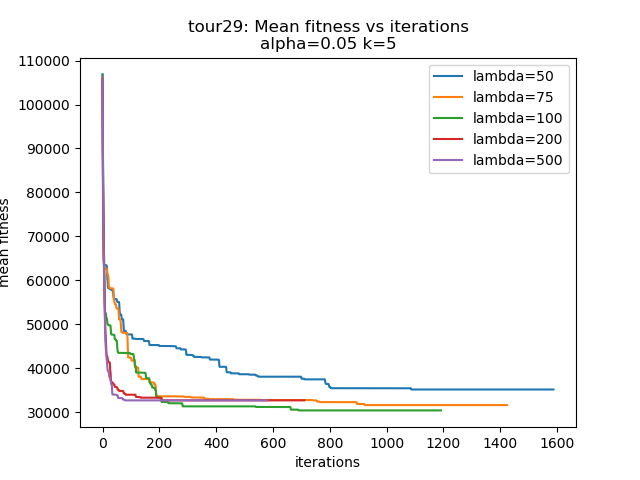 tour29: Mean fitness vs iterations
alpha=0.05 k=5
110000
100000
90000
80000
70000
60000
50000
40000
30000
mean fitness
lambda=50
lambda=75
lambda=100
lambda=200
lambda=500
0 200 400 600 800 1000 1200 1400 1600
iterations